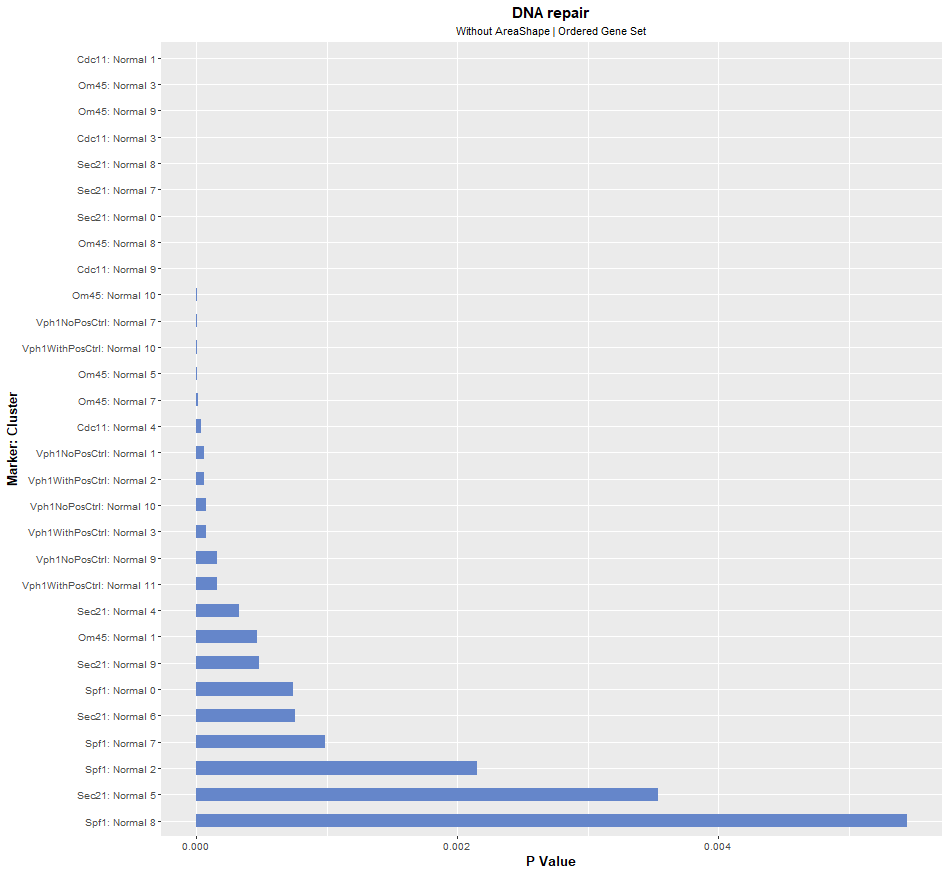 DNA repair
Without AreaShape | Ordered Gene Set
Marker: Cluster
Cdc11: Normal 1
Om45: Normal 3
Om45: Normal 9
Cdc11: Normal 3
Sec21: Normal 8
Sec21: Normal 7
Sec21: Normal 0
Om45: Normal 8
Cdc11: Normal 9
Om45: Normal 10
Vph1NoPosCtrl: Normal 7
Vph1WithPosCtrl: Normal 10
Om45: Normal 5
Om45: Normal 7
Cdc11: Normal 4
Vph1NoPosCtrl: Normal 1
Vph1WithPosCtrl: Normal 2
Vph1NoPosCtrl: Normal 10
Vph1WithPosCtrl: Normal 3
Vph1NoPosCtrl: Normal 9
Vph1WithPosCtrl: Normal 11
Sec21: Normal 4
Om45: Normal 1
Sec21: Normal 9
Spf1: Normal 0
Sec21: Normal 6
Spf1: Normal 7
Spf1: Normal 2
Sec21: Normal 5
Spf1: Normal 8
0.000 0.002 0.004
P Value